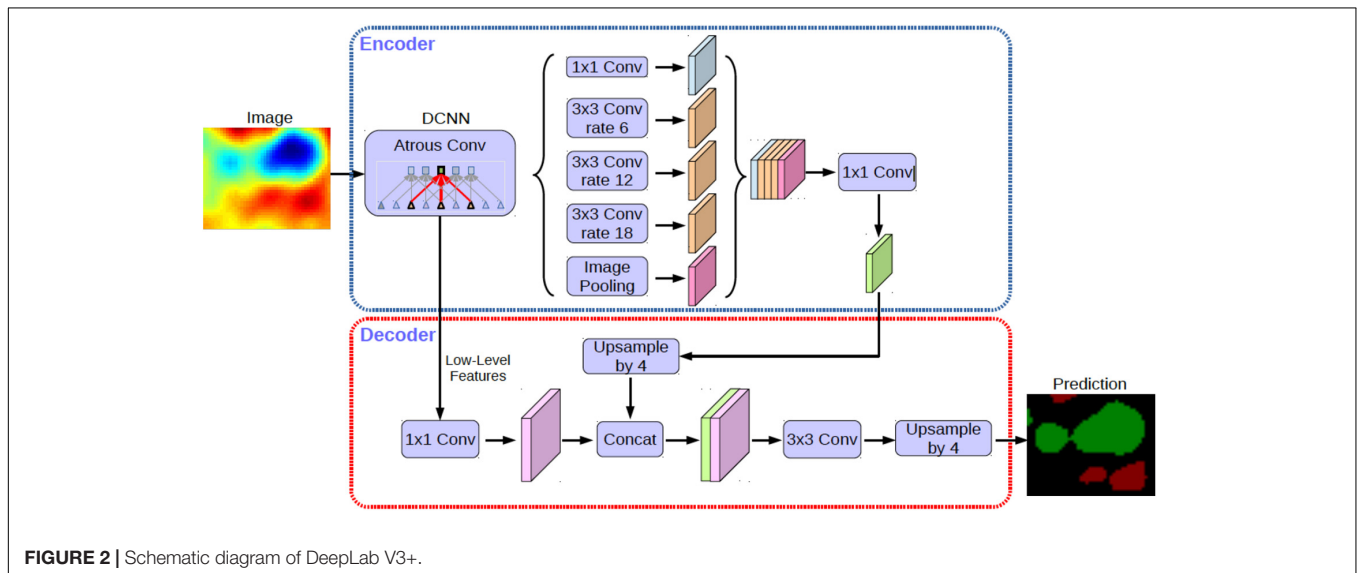 Encoder
Image
DCNN
Atrous Conv
1x1 Conv
3x3 Conv
rate 6
3x3 Conv
rate 12
3x3 Conv
rate 18
Image
Pooling
1x1 Conv
Decoder
Low-Level
Features
Upsample
by 4
1x1 Conv
Concat
3x3 Conv
Upsample
by 4
Prediction
FIGURE 2 | Schematic diagram of DeepLab V3+.